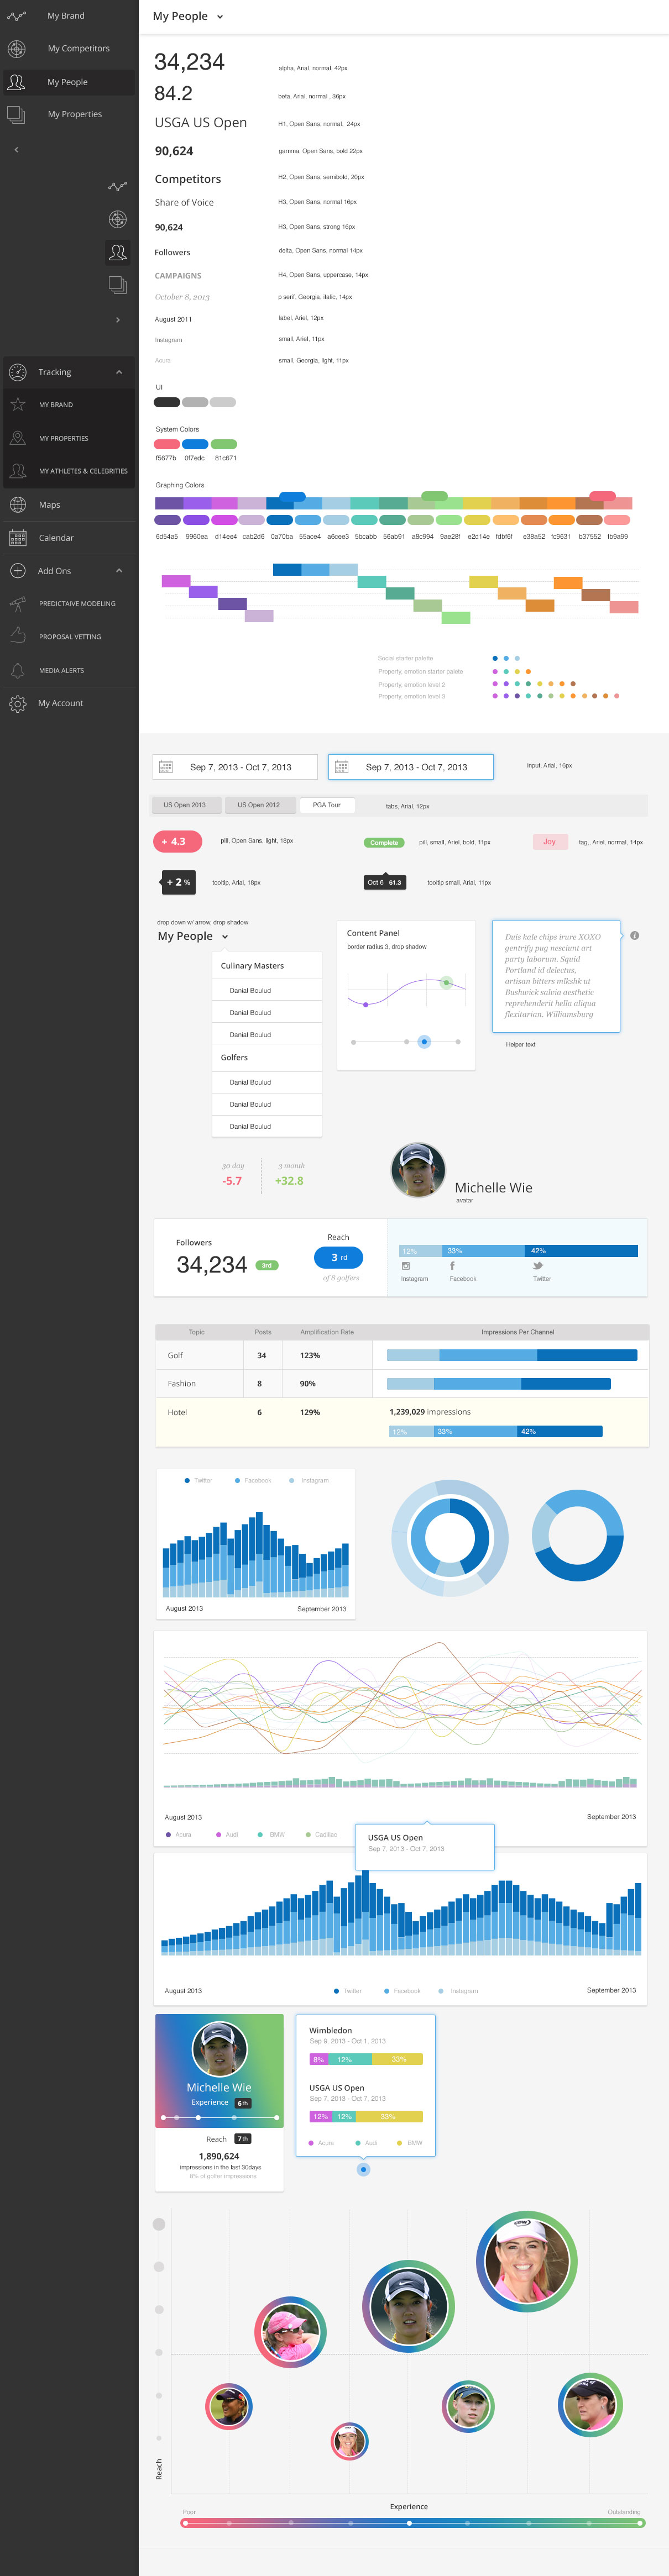 My Brand
My Competitors
My People
My Properties
Tracking
MY BRAND
MY PROPERTIES
MY ATHLETES & CELEBRITIES
Maps
Calendar
Add Ons
PREDICTAIVE MODELING
PROPOSAL VETTING
MEDIA ALERTS
My Account
My People
34,234 alpha, Arial, normal, 42px
84.2 beta, Arial, normal , 36px
USGA US Open H1, Open Sans, normal, 24px
90,624 gamma, Open Sans, bold 22px
Competitors H2, Open Sans, semibold, 20px
Share of Voice H3, Open Sans, normal 16px
90,624 H3, Open Sans, strong 16px
Followers delta, Open Sans, normal 14px
CAMPAIGNS H4, Open Sans, uppercase, 14px
October 8, 2013 p serif, Georgia, italic, 14px
August 2011 label, Ariel, 12px
Instagram small, Ariel, 11px
Acura small, Georgia, light, 11px
UI
System Colors
f5677b 0f7edc 81c671
Graphing Colors
6d54a5 9960ea d14ee4 cab2d6 0a70ba 55ace4 a6cee3 5bcabb 56ab91 a8c994 9ae28f e2d14e fdbf6f e38a52 fc9631 b37552 fb9a99
Social starter palette
Property, emotion starter palete
Property, emotion level 2
Property, emotion level 3
Sep 7, 2013 - Oct 7, 2013 Sep 7, 2013 - Oct 7, 2013 input, Arial, 16px
US Open 2013 US Open 2012 PGA Tour tabs, Arial, 12px
+ 4.3 pill, Open Sans, light, 18px Complete pill, small, Ariel, bold, 11px Joy tag,, Ariel, normal, 14px
+ 2 % tooltip, Arial, 18px Oct 6 61.3 tooltip small, Arial, 11px
drop down w/ arrow, drop shadow
My People
Culinary Masters
Danial Boulud
Danial Boulud
Danial Boulud
Golfers
Danial Boulud
Danial Boulud
Danial Boulud
Content Panel
border radius 3, drop shadow
Duis kale chips irure XOXO
gentrify pug nesciunt art
party laborum. Squid
Portland id delectus,
artisan bitters mlkshk ut
Bushwick salvia aesthetic
reprehenderit hella aliqua
flexitarian. Williamsburg
i
Helper text
30 day 3 month
-5.7 +32.8
Michelle Wie
avatar
Followers
34,234 3rd
Reach
3 rd
of 8 golfers
12% 33% 42%
Instagram Facebook Twitter
Topic Posts Amplification Rate Impressions Per Channel
Golf 34 123%
Fashion 8 90%
Hotel 6 129% 1,239,029 impressions
12% 33% 42%
Twitter Facebook Instagram
August 2013 September 2013
August 2013 September 2013
Acura Audi BMW Cadillac
USGA US Open
Sep 7, 2013 - Oct 7, 2013
August 2013 Twitter Facebook Instagram September 2013
Michelle Wie
Experience 6th
Reach 7th
1,890,624
impressions in the last 30days
8% of golfer impressions
Wimbledon
Sep 9, 2013 - Oct 1, 2013
8% 12% 33%
USGA US Open
Sep 7, 2013 - Oct 7, 2013
12% 12% 33%
Acura Audi BMW
Reach
Experience
Poor Outstanding